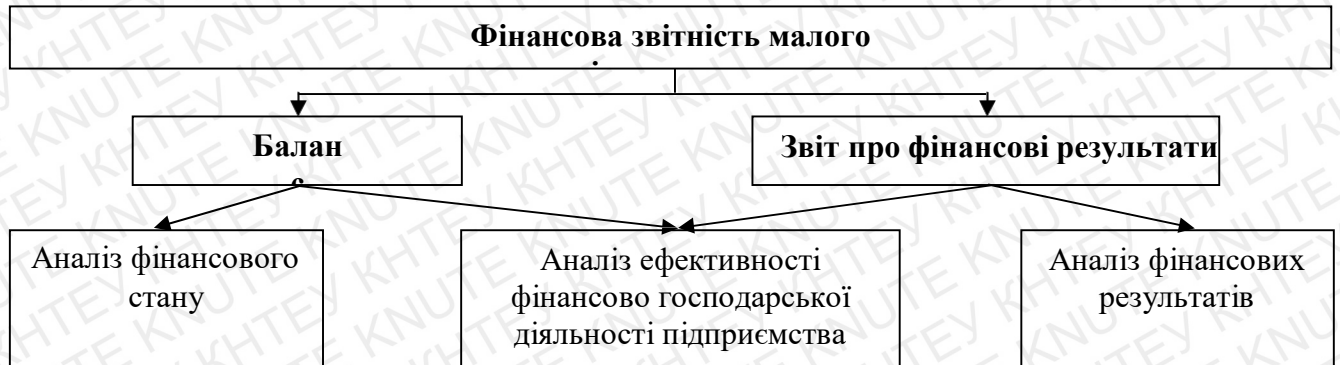 Фінансова звітність малого
Балан
Звіт про фінансові результати
Аналіз фінансового
стану
Аналіз ефективності
фінансово господарської
діяльності підприємства
Аналіз фінансових
результатів